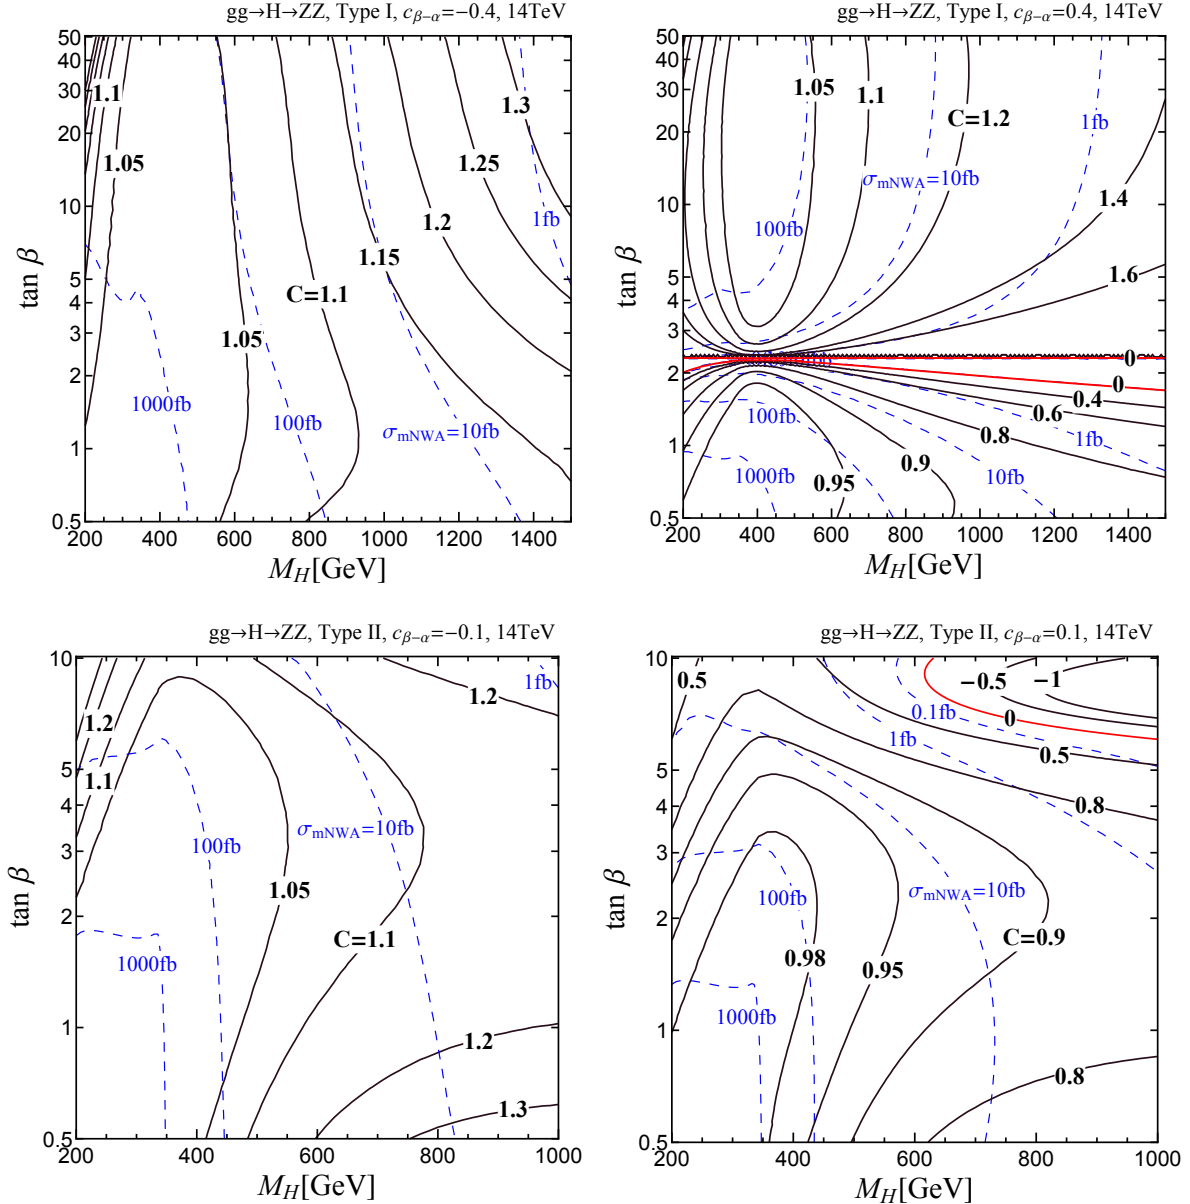 gg→H→ZZ, Type I, cβ−α=−0.4, 14TeV
50
40
30
20
10
5
4
3
2
1
0.5
tan β
1.1
1.05
1.3
1.25
1.2
1fb
1.15
C=1.1
1.05
1000fb
100fb
σmNWA=10fb
200 400 600 800 1000 1200 1400
MH[GeV]
gg→H→ZZ, Type I, cβ−α=0.4, 14TeV
50
40
30
20
10
5
4
3
2
1
0.5
tan β
1.05
1.1
C=1.2
1fb
σmNWA=10fb
1.4
100fb
1.6
0
0
0.4
0.6
100fb
0.8
1fb
0.9
1000fb
0.95
10fb
200 400 600 800 1000 1200 1400
MH[GeV]
gg→H→ZZ, Type II, cβ−α=−0.1, 14TeV
10
5
4
3
2
1
0.5
tan β
1fb
1.2
1.2
1.1
σmNWA=10fb
100fb
1.05
C=1.1
1000fb
1.2
1.3
200 400 600 800 1000
MH[GeV]
gg→H→ZZ, Type II, cβ−α=0.1, 14TeV
10
5
4
3
2
1
0.5
tan β
0.5
−0.5
−1
0.1fb
0
1fb
0.5
0.8
100fb
σmNWA=10fb
C=0.9
0.98
0.95
1000fb
0.8
200 400 600 800 1000
MH[GeV]